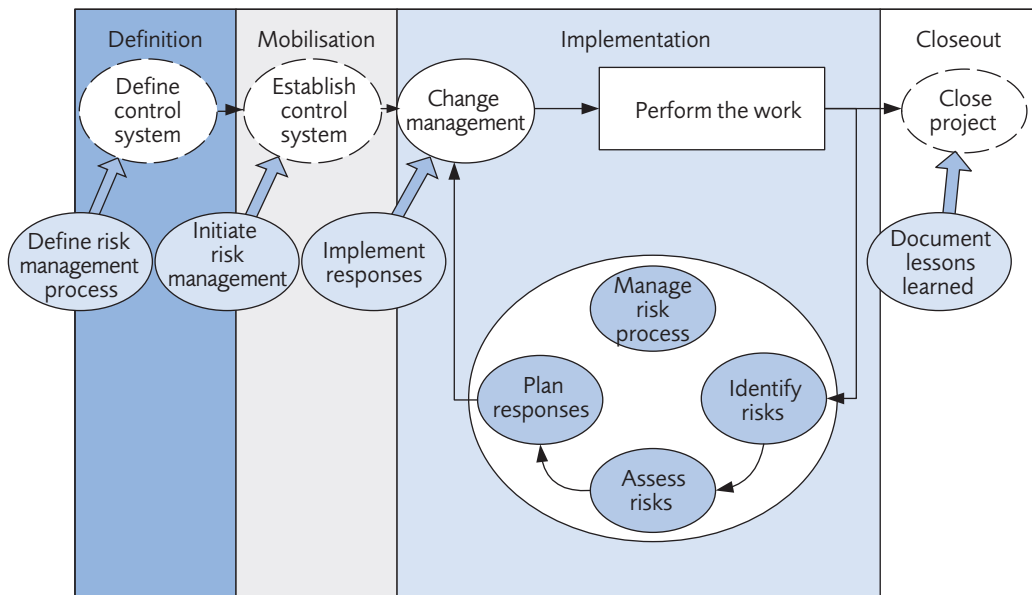 Definition
Mobilisation
Implementation
Closeout
Define
control
system
Establish
control
system
Change
management
Perform the work
Close
project
Define risk
management
process
Initiate
risk
management
Implement
responses
Document
lessons
learned
Manage
risk
process
Plan
responses
Identify
risks
Assess
risks